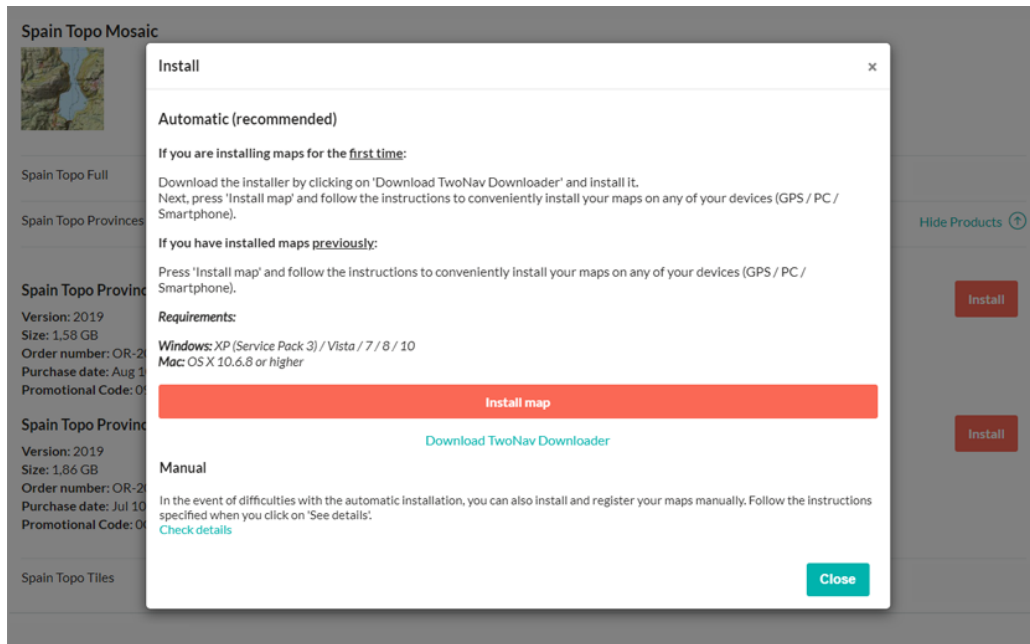 Spain Topo Mosaic
Install
×
Automatic (recommended)
If you are installing maps for the first time:
Spain Topo Full
Download the installer by clicking on 'Download TwoNav Downloader' and install it.
Next, press 'Install map' and follow the instructions to conveniently install your maps on any of your devices (GPS / PC /
Smartphone).
Spain Topo Provinces
Hide Products
If you have installed maps previously:
Press 'Install map' and follow the instructions to conveniently install your maps on any of your devices (GPS / PC /
Smartphone).
Spain Topo Provinc
Install
Version: 2019
Size: 1,58 GB
Order number: OR-20
Purchase date: Aug 1
Promotional Code: 0
Requirements:
Windows: XP (Service Pack 3) / Vista / 7 / 8 / 10
Mac: OS X 10.6.8 or higher
Install map
Download TwoNav Downloader
Spain Topo Provinc
Install
Version: 2019
Size: 1,86 GB
Order number: OR-20
Purchase date: Jul 10
Promotional Code: 0
Manual
In the event of difficulties with the automatic installation, you can also install and register your maps manually. Follow the instructions
specified when you click on 'See details'.
Check details
Spain Topo Tiles
Close